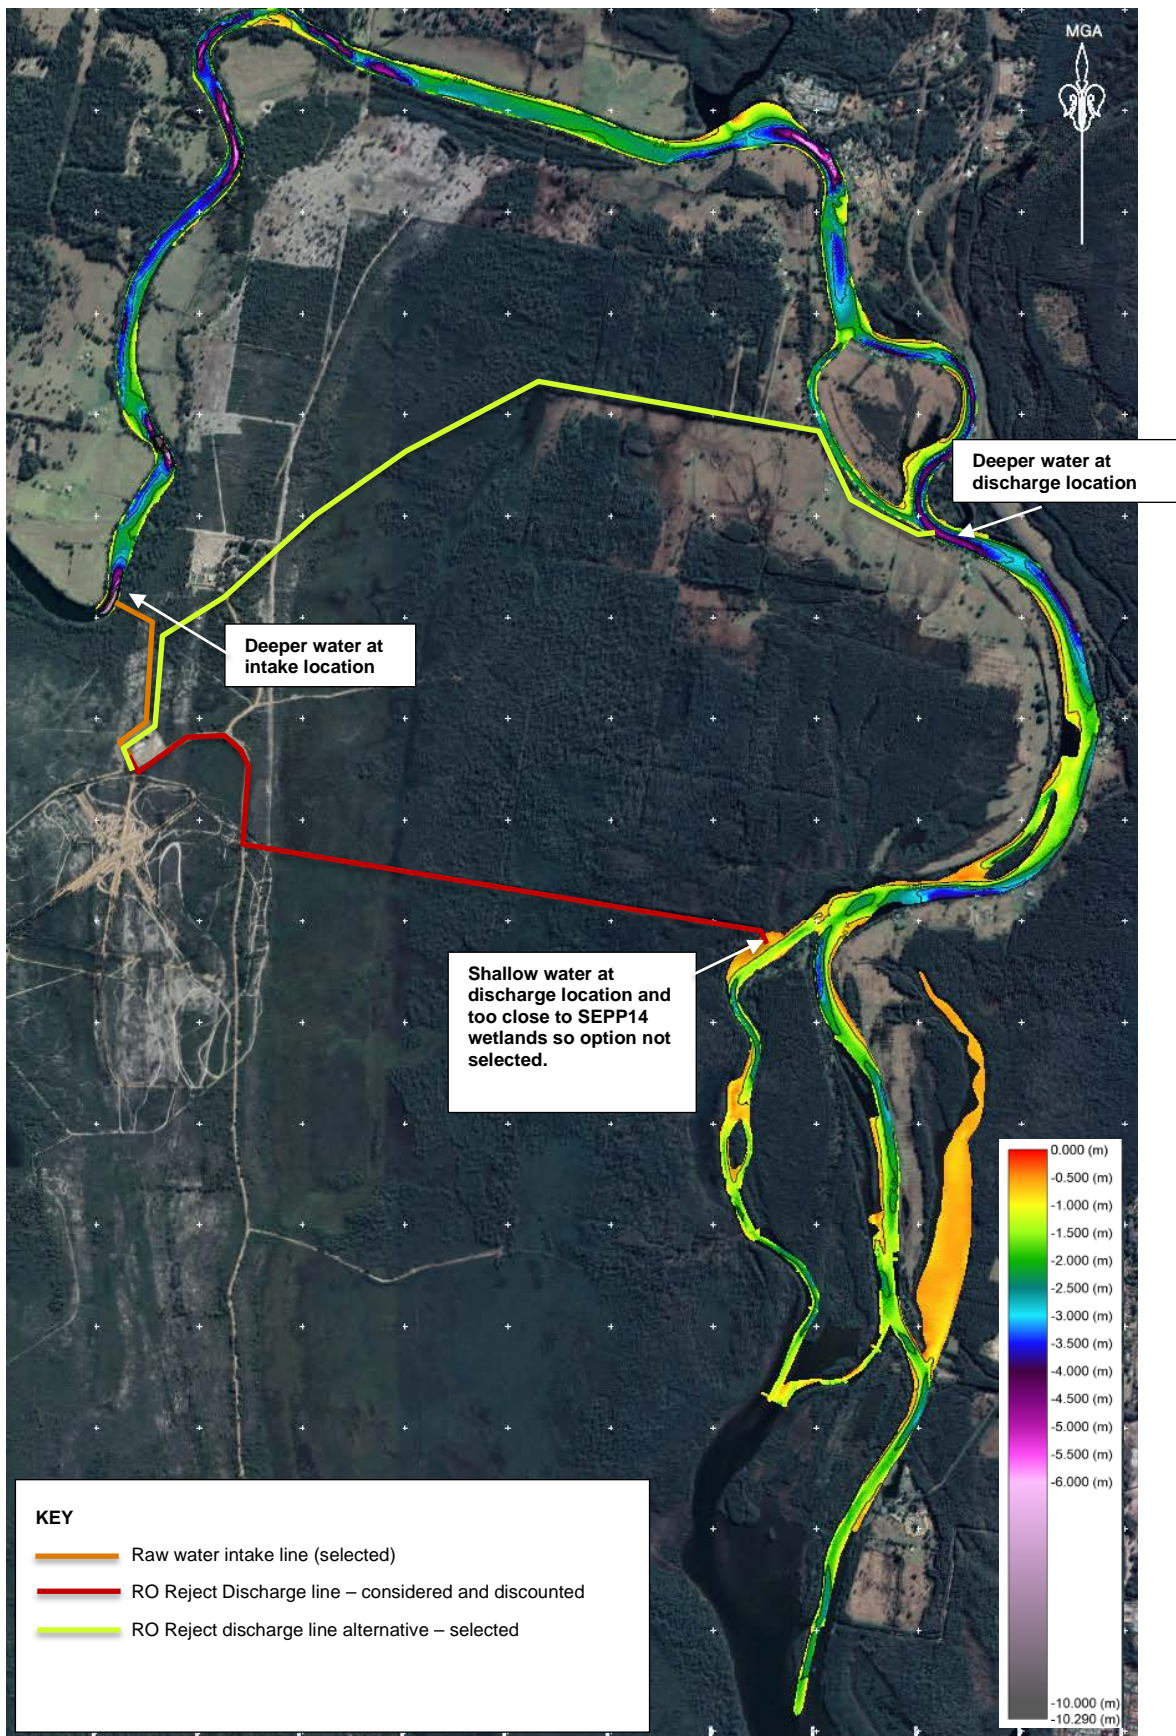 MGA
Deeper water at
discharge location
Deeper water at
intake location
Shallow water at
discharge location and
too close to SEPP14
wetlands so option not
selected.
0.000 (m)
-0.500 (m)
-1.000 (m)
-1.500 (m)
-2.000 (m)
-2.500 (m)
-3.000 (m)
-3.500 (m)
-4.000 (m)
-4.500 (m)
-5.000 (m)
-5.500 (m)
-6.000 (m)
-10.000 (m)
-10.290 (m)
KEY
Raw water intake line (selected)
RO Reject Discharge line – considered and discounted
RO Reject discharge line alternative – selected